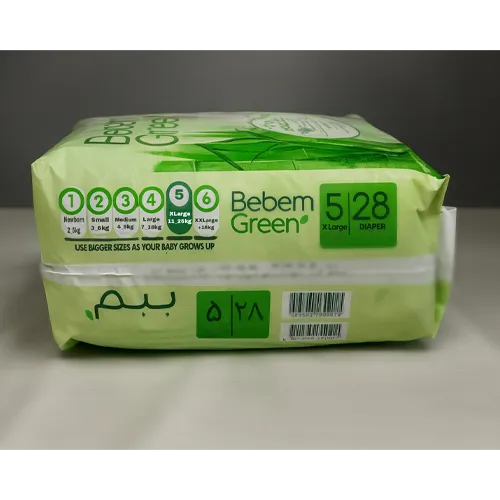 Bebem
Green
1 2 3 4 5 6
Newborn Small Medium Large XLarge XXLarge
2_5kg 3_6kg 4_9kg 7_18kg 11_25kg +16kg
USE BIGGER SIZES AS YOUR BABY GROWS UP
Bebem
Green
5 28
XLarge DIAPER
ببم
۵ ۲۸